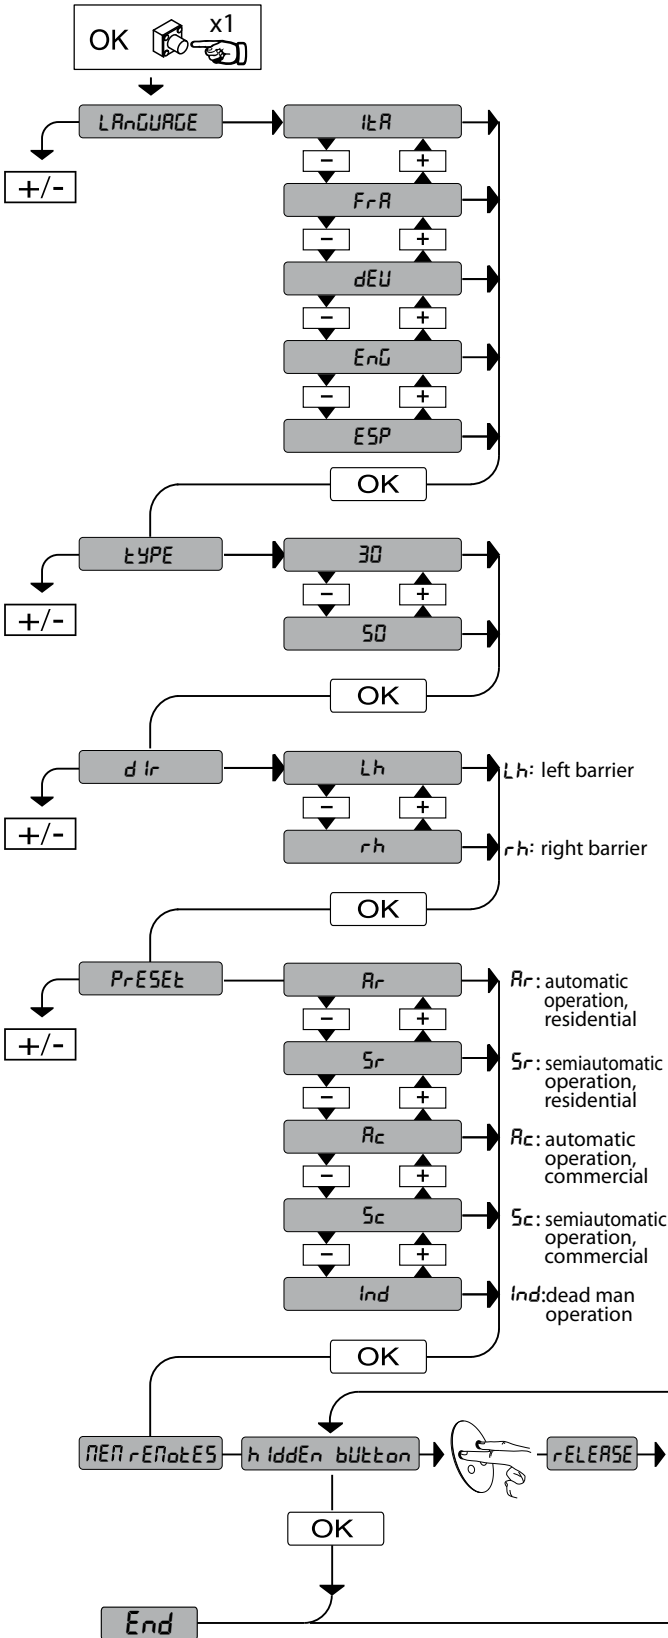 OK x1
LAnGUAGE
ItA
+/-
- +
FrA
- +
dEU
- +
EnG
- +
ESP
OK
tYPE
30
+/-
- +
50
OK
dIr
Lh
Lh: left barrier
+/-
- +
rh
rh: right barrier
OK
PrESEt
Ar
Ar: automatic
operation,
residential
+/-
- +
Sr
Sr: semiautomatic
operation,
residential
- +
Ac
Ac: automatic
operation,
commercial
- +
Sc
Sc: semiautomatic
operation,
commercial
- +
Ind
Ind:dead man
operation
OK
MEM rEMotES
hIddEn bUtton
rELEASE
OK
End